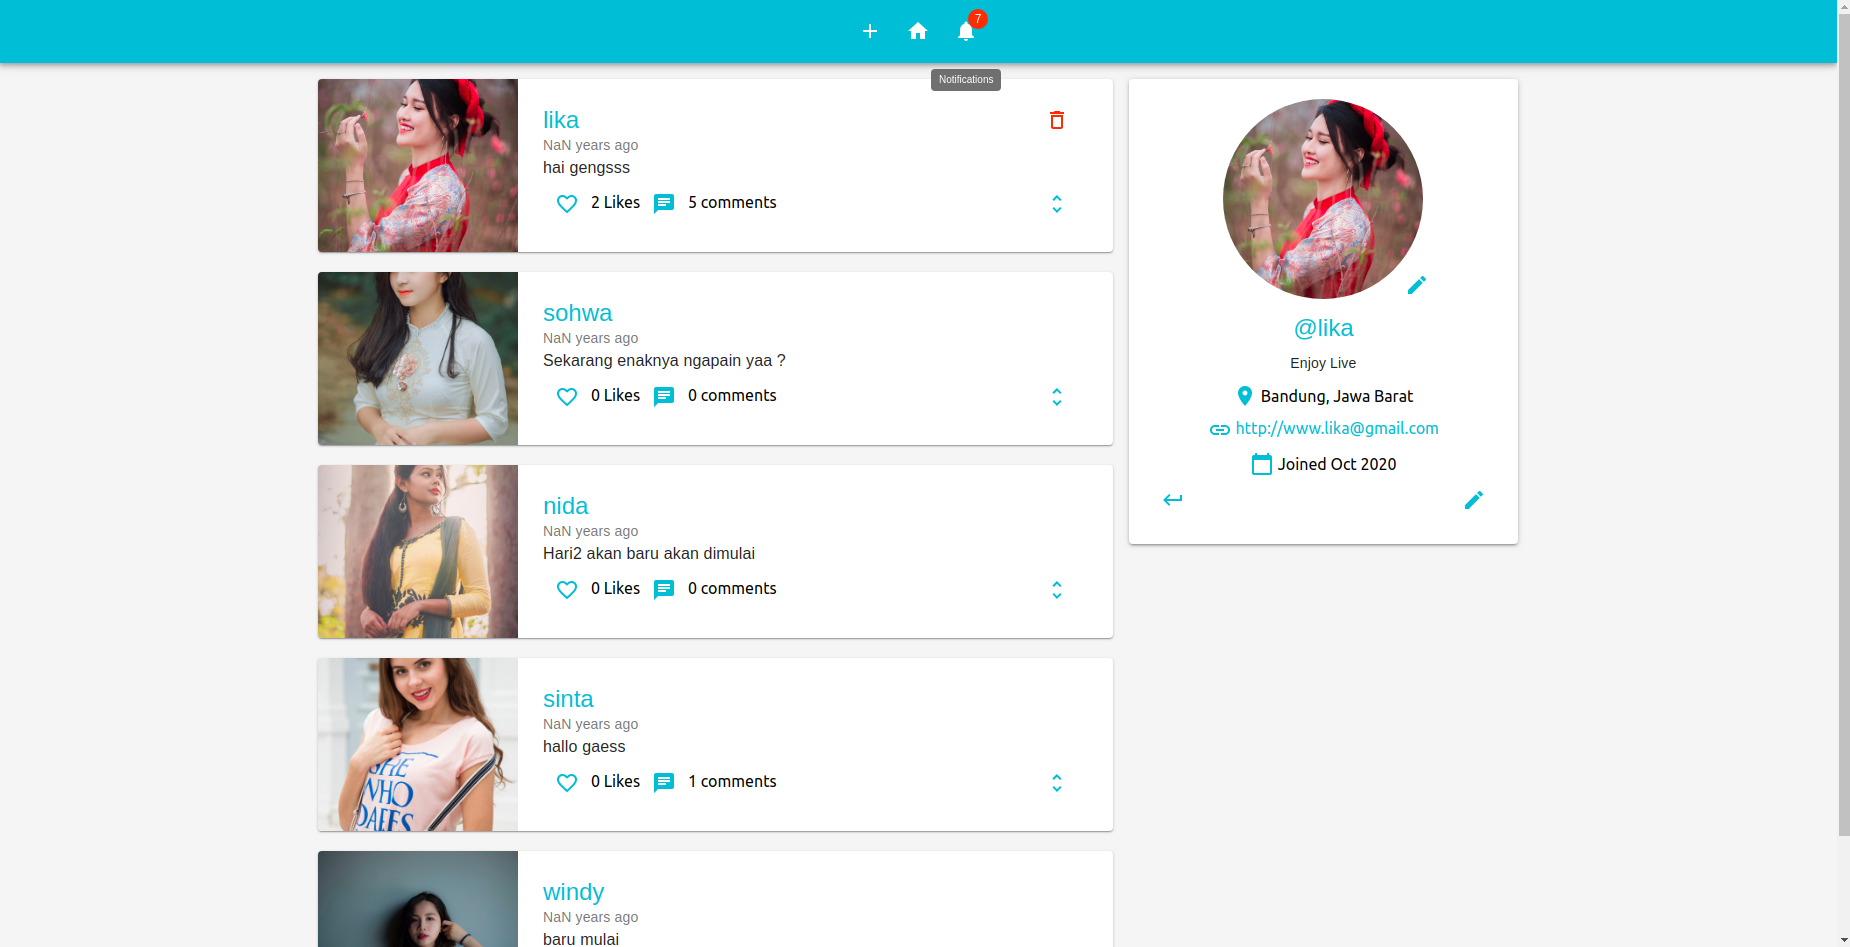 7
Notifications
lika
NaN years ago
hai gengsss
2 Likes
5 comments
sohwa
NaN years ago
Sekarang enaknya ngapain yaa ?
0 Likes
0 comments
nida
NaN years ago
Hari2 akan baru akan dimulai
0 Likes
0 comments
SHE
WHO
DARES
sinta
NaN years ago
hallo gaess
0 Likes
1 comments
windy
NaN years ago
baru mulai
@lika
Enjoy Live
Bandung, Jawa Barat
http://www.lika@gmail.com
Joined Oct 2020